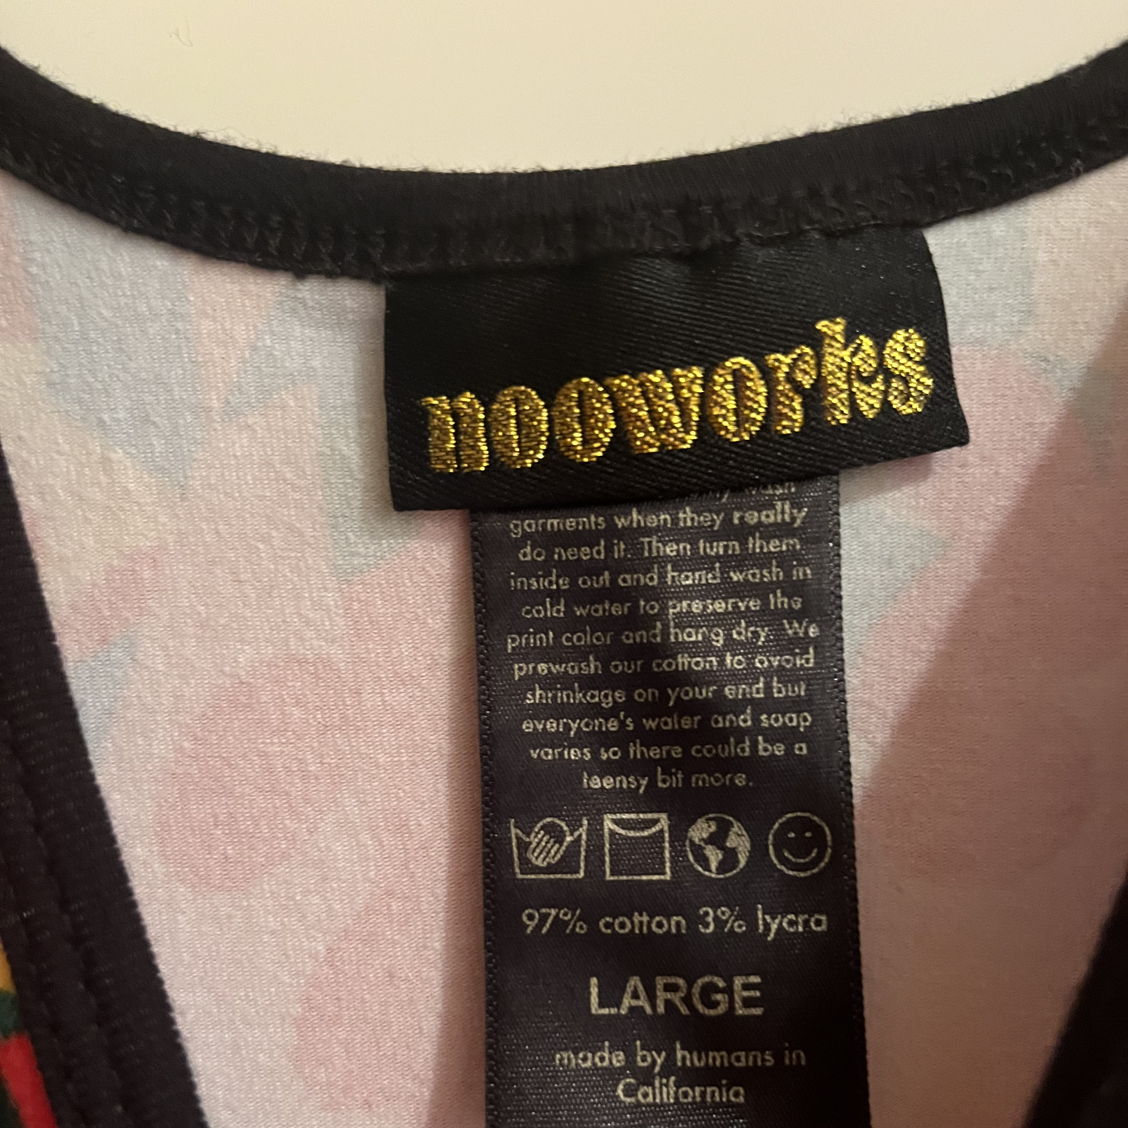 nooworks
wash
garments when they really
do need it. Then turn them
inside out and hand wash in
cold water to preserve the
print color and hang dry. We
prewash our cotton to avoid
shrinkage on your end but
everyone's water and soap
varies so there could be a
teensy bit more.
97% cotton 3% lycra
LARGE
made by humans in
California